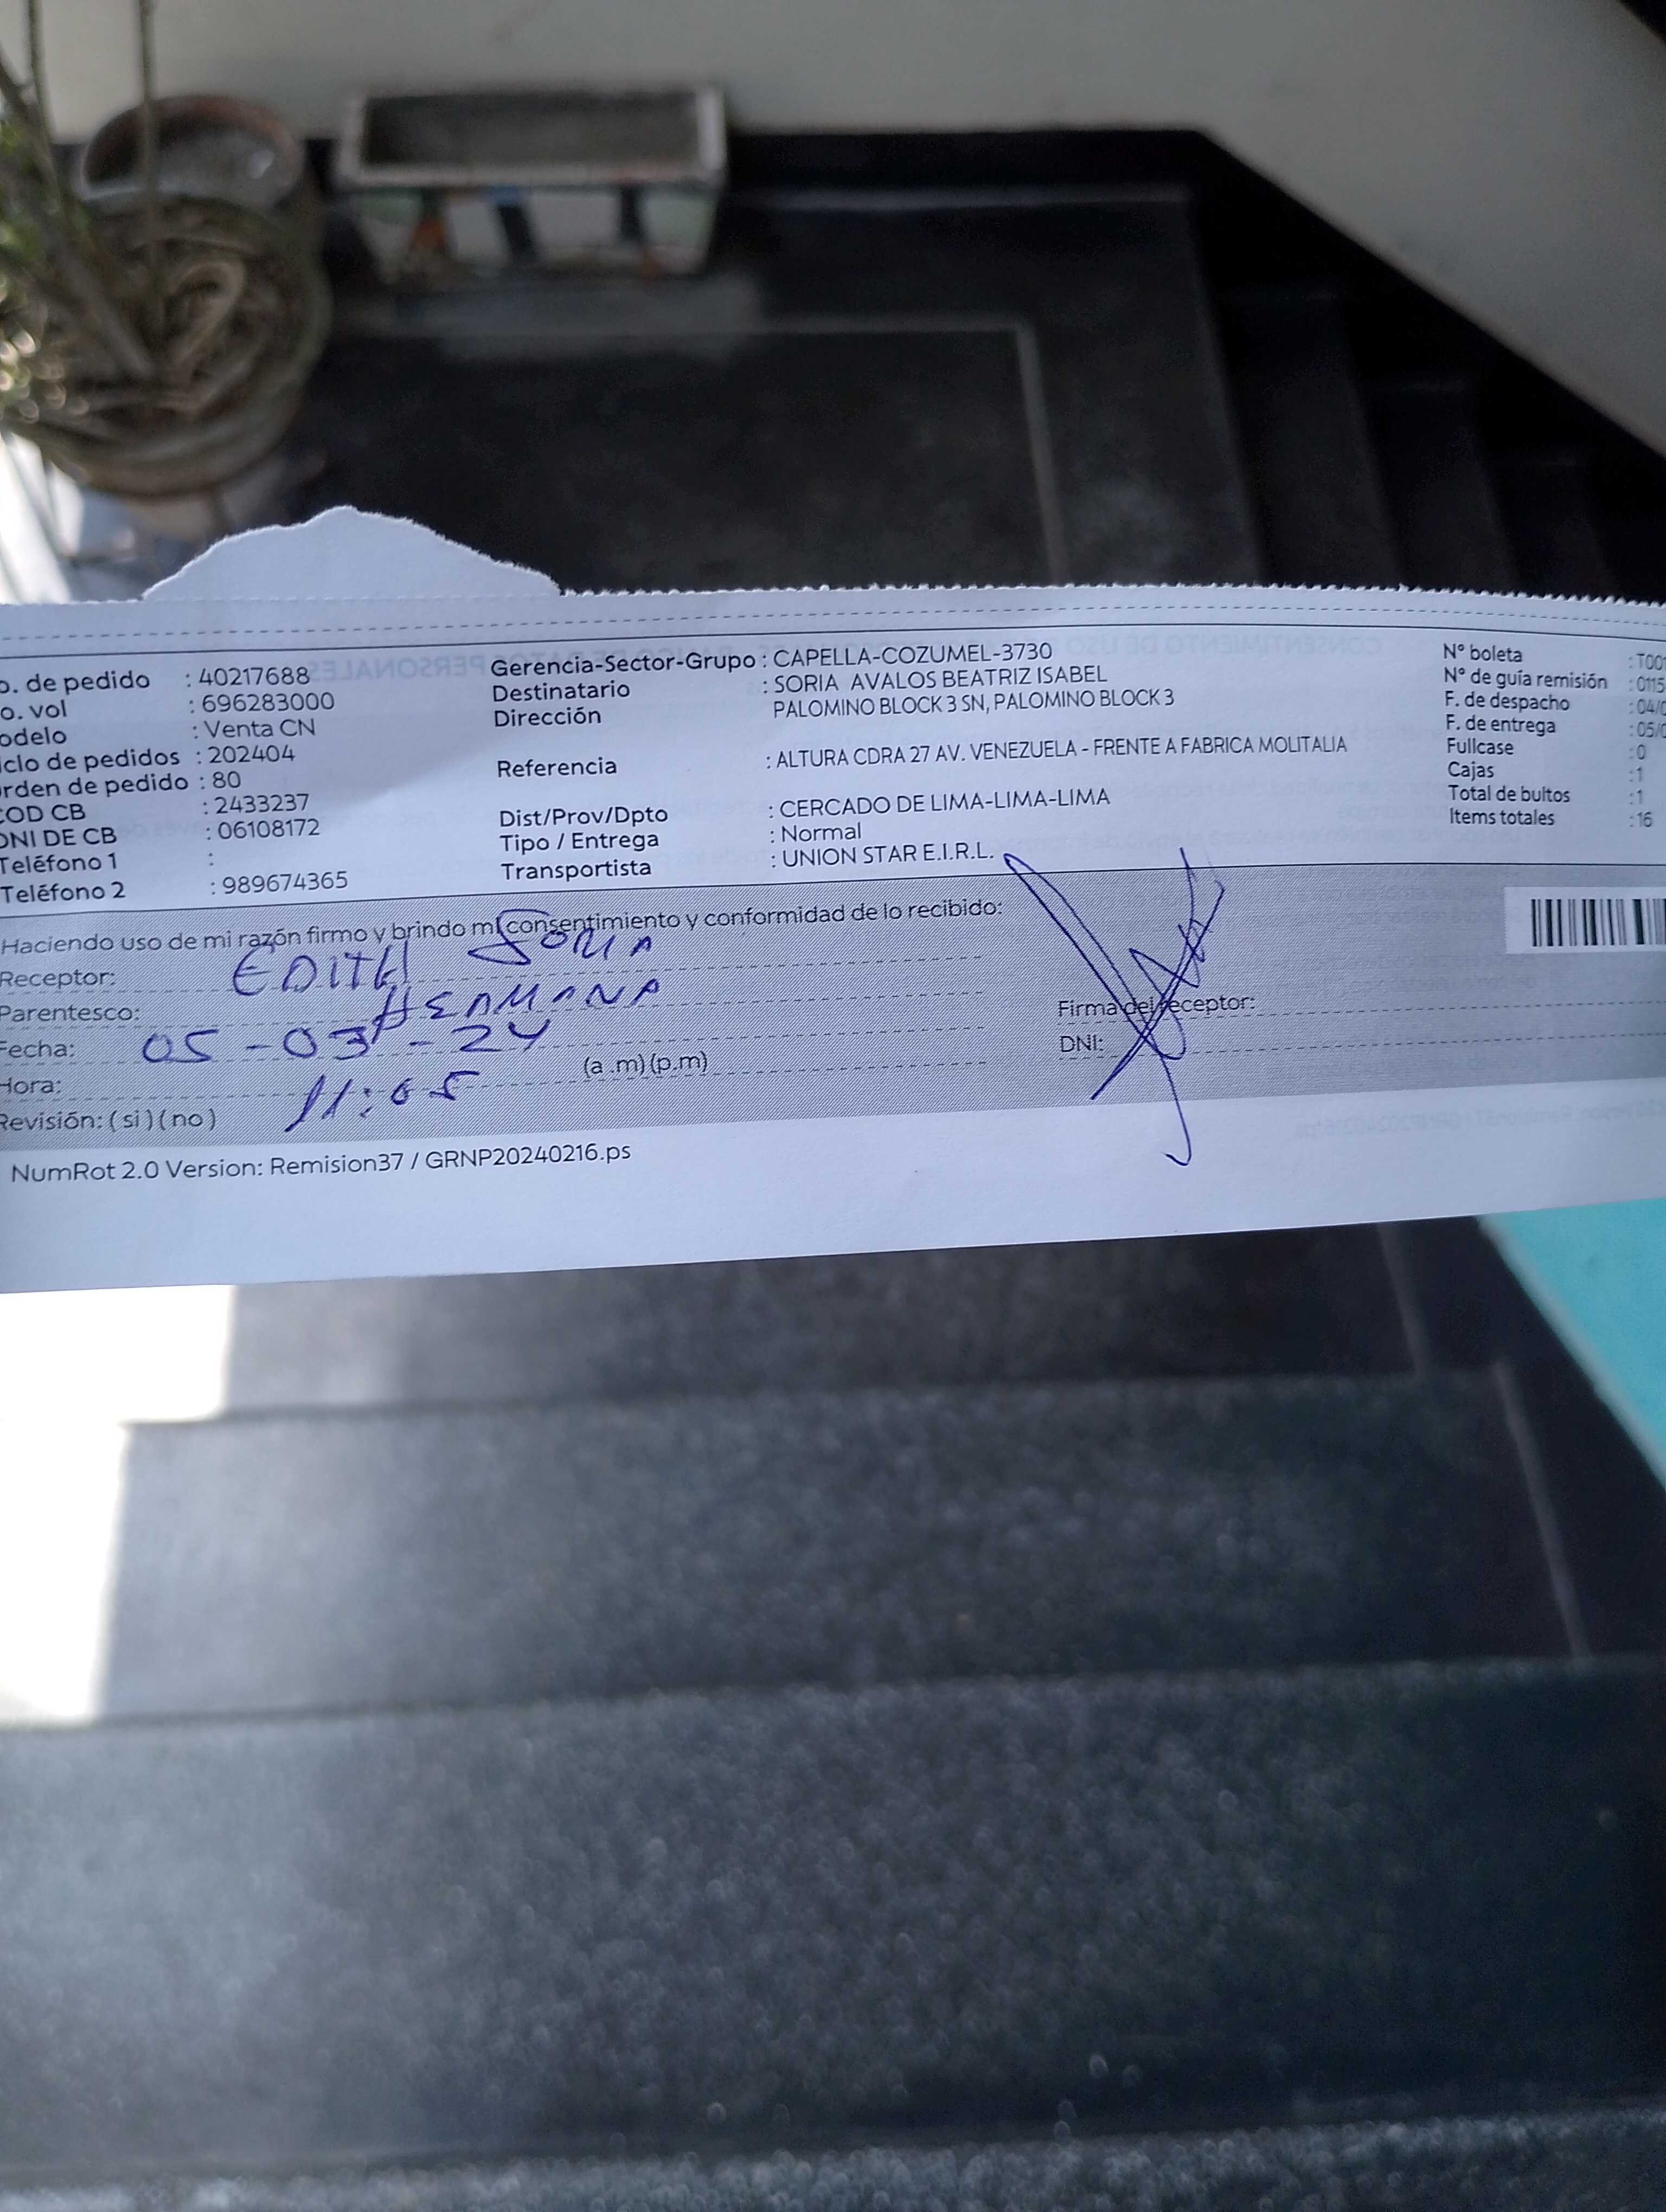 o. de pedido : 40217688
o. vol : 696283000
odelo : Venta CN
iclo de pedidos : 202404
rden de pedido : 80
COD CB : 2433237
DNI DE CB : 06108172
Teléfono 1 :
Teléfono 2 : 989674365
Gerencia-Sector-Grupo : CAPELLA-COZUMEL-3730
Destinatario : SORIA AVALOS BEATRIZ ISABEL
Dirección PALOMINO BLOCK 3 SN, PALOMINO BLOCK 3
Referencia : ALTURA CDRA 27 AV. VENEZUELA - FRENTE A FABRICA MOLITALIA
Dist/Prov/Dpto : CERCADO DE LIMA-LIMA-LIMA
Tipo / Entrega : Normal
Transportista : UNION STAR E.I.R.L.
N° boleta : T001
N° de guía remisión : 0115
F. de despacho : 04/0
F. de entrega : 05/0
Fullcase : 0
Cajas : 1
Total de bultos : 1
Items totales : 16
Haciendo uso de mi razón firmo y brindo mi consentimiento y conformidad de lo recibido:
Receptor: EDITH SORIA
Parentesco: HERMANA
Fecha: 05-03-24
Hora: 11:05 (a.m) (p.m)
Revisión: ( si ) ( no )
Firma del receptor:
DNI:
NumRot 2.0 Version: Remision37 / GRNP20240216.ps